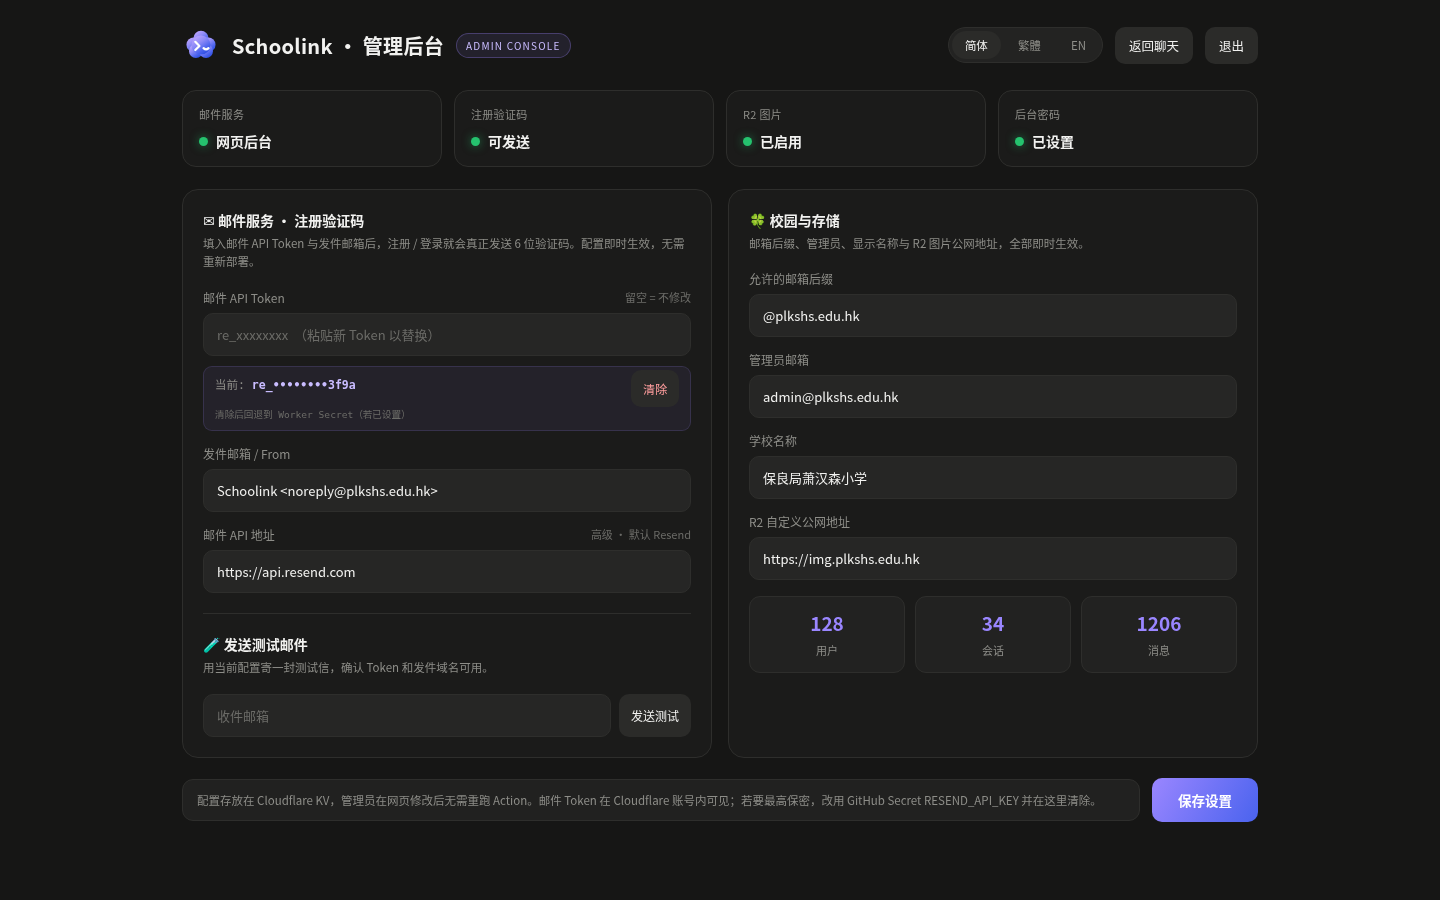 Schoolink · 管理后台
ADMIN CONSOLE
简体
繁體
EN
返回聊天
退出
邮件服务
网页后台
注册验证码
可发送
R2 图片
已启用
后台密码
已设置
✉ 邮件服务 · 注册验证码
填入邮件 API Token 与发件邮箱后，注册 / 登录就会真正发送 6 位验证码。配置即时生效，无需
重新部署。
邮件 API Token
留空 = 不修改
re_xxxxxxxx （粘贴新 Token 以替换）
当前: re_••••••••3f9a
清除
清除后回退到 Worker Secret（若已设置）
发件邮箱 / From
Schoolink <noreply@plkshs.edu.hk>
邮件 API 地址
高级 · 默认 Resend
https://api.resend.com
🧪 发送测试邮件
用当前配置寄一封测试信，确认 Token 和发件域名可用。
收件邮箱
发送测试
🍀 校园与存储
邮箱后缀、管理员、显示名称与 R2 图片公网地址，全部即时生效。
允许的邮箱后缀
@plkshs.edu.hk
管理员邮箱
admin@plkshs.edu.hk
学校名称
保良局萧汉森小学
R2 自定义公网地址
https://img.plkshs.edu.hk
128
用户
34
会话
1206
消息
配置存放在 Cloudflare KV，管理员在网页修改后无需重跑 Action。邮件 Token 在 Cloudflare 账号内可见；若要最高保密，改用 GitHub Secret RESEND_API_KEY 并在这里清除。
保存设置